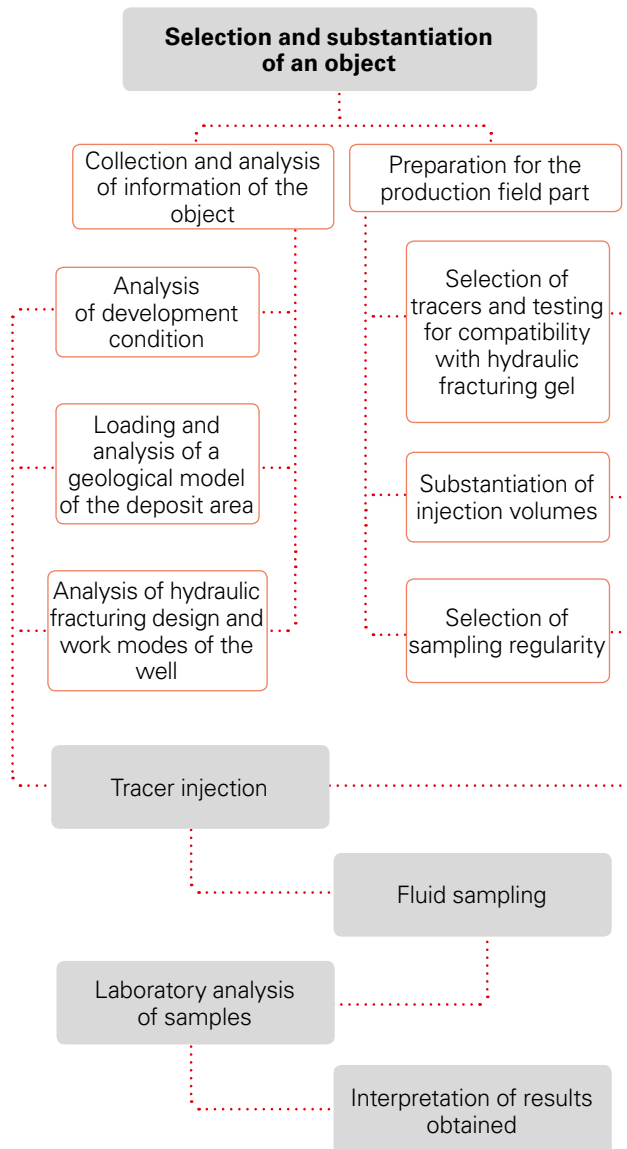 Selection and substantiation
of an object
Collection and analysis
of information of the
object
Preparation for the
production field part
Analysis
of development
condition
Selection of
tracers and testing
for compatibility
with hydraulic
fracturing gel
Loading and
analysis of a
geological model
of the deposit area
Substantiation of
injection volumes
Analysis of hydraulic
fracturing design and
work modes of the
well
Selection of
sampling regularity
Tracer injection
Fluid sampling
Laboratory analysis
of samples
Interpretation of results
obtained